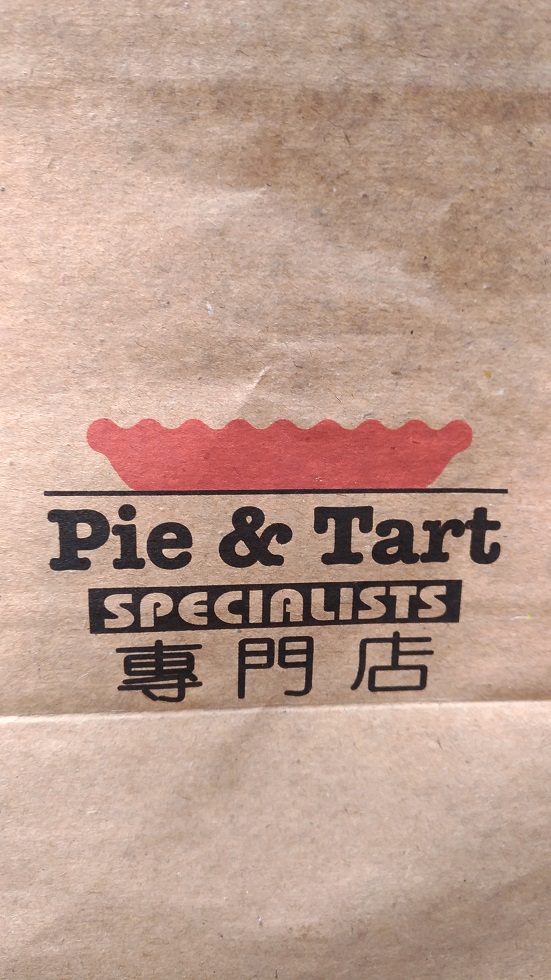 Pie & Tart
SPECIALISTS
專門店